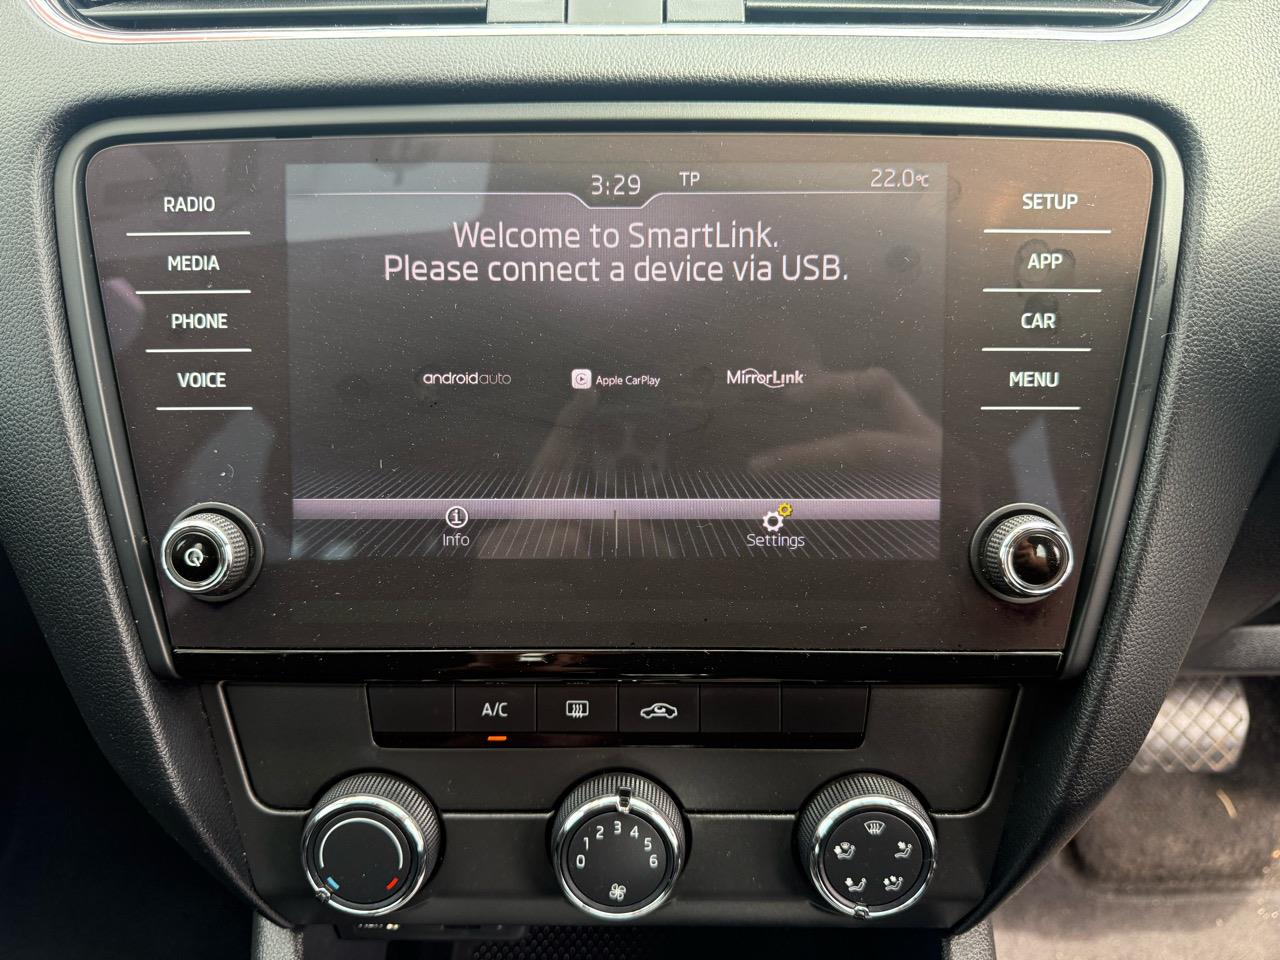 3:29 TP 22.0°C
RADIO
MEDIA
PHONE
VOICE
Welcome to SmartLink.
Please connect a device via USB.
androidauto Apple CarPlay MirrorLink
Info Settings
SETUP
APP
CAR
MENU
A/C
0 1 2 3 4 5 6